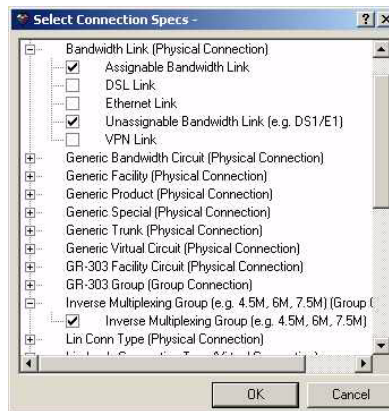 Select Connection Specs -
Bandwidth Link (Physical Connection)
Assignable Bandwidth Link
DSL Link
Ethernet Link
Unassignable Bandwidth Link (e.g. DS1/E1)
VPN Link
Generic Bandwidth Circuit (Physical Connection)
Generic Facility (Physical Connection)
Generic Product (Physical Connection)
Generic Special (Physical Connection)
Generic Trunk (Physical Connection)
Generic Virtual Circuit (Physical Connection)
GR-303 Facility Circuit (Physical Connection)
GR-303 Group (Group Connection)
Inverse Multiplexing Group (e.g. 4.5M, 6M, 7.5M) (Group
Inverse Multiplexing Group (e.g. 4.5M, 6M, 7.5M)
Lin Conn Type (Physical Connection)
OK Cancel